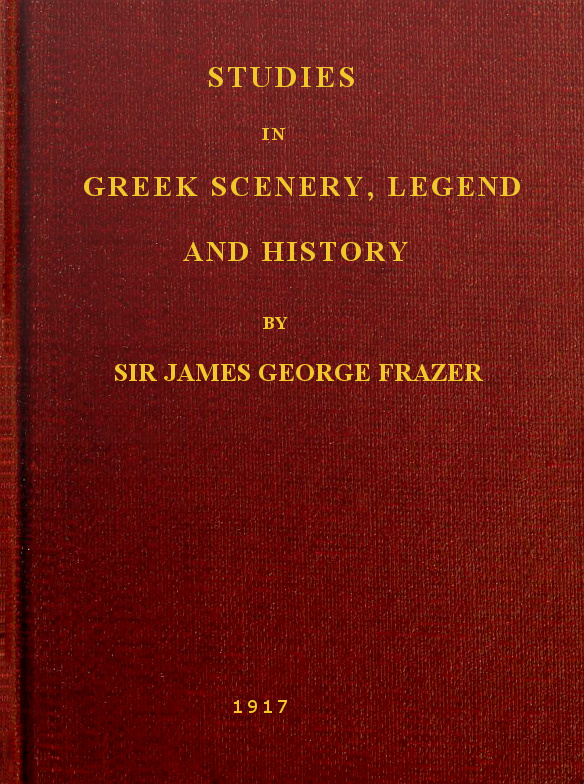 STUDIES
IN
GREEK SCENERY, LEGEND
AND HISTORY
BY
SIR JAMES GEORGE FRAZER
1917